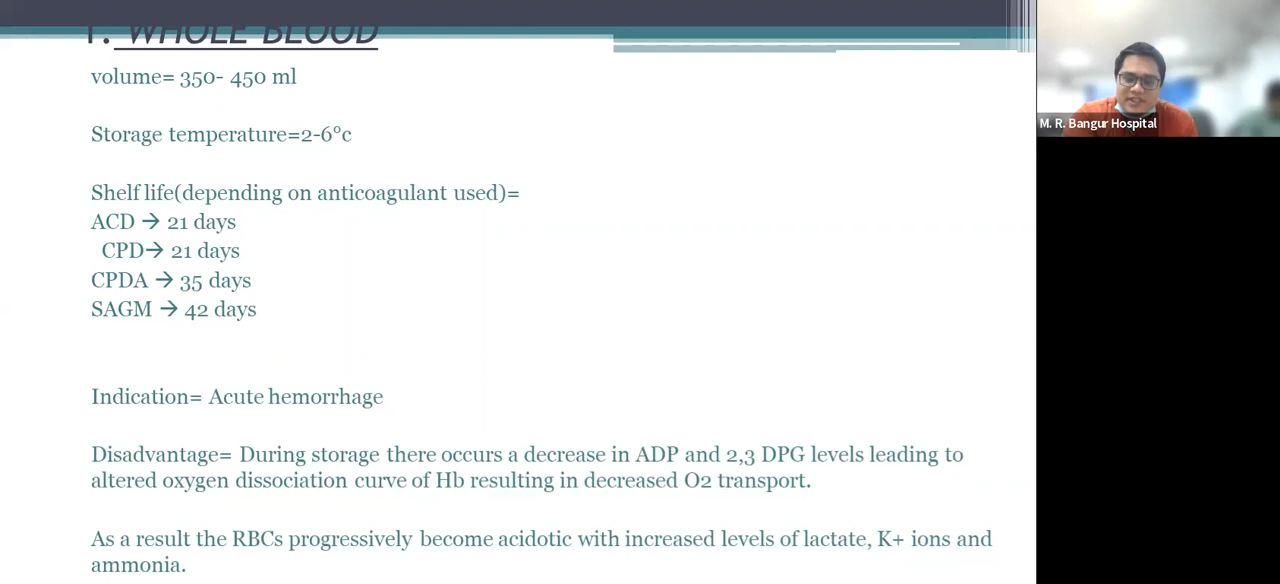 1. WHOLE BLOOD
volume= 350- 450 ml
Storage temperature=2-6°c
Shelf life(depending on anticoagulant used)=
ACD → 21 days
CPD→ 21 days
CPDA → 35 days
SAGM → 42 days
Indication= Acute hemorrhage
Disadvantage= During storage there occurs a decrease in ADP and 2,3 DPG levels leading to
altered oxygen dissociation curve of Hb resulting in decreased O2 transport.
As a result the RBCs progressively become acidotic with increased levels of lactate, K+ ions and
ammonia.
M. R. Bangur Hospital